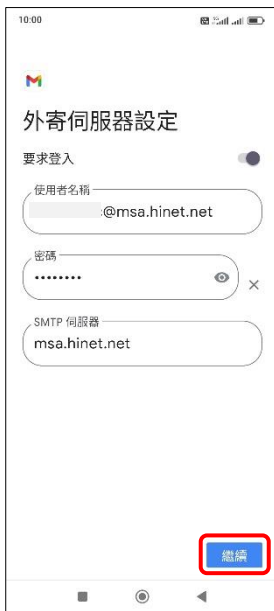 10:00
外寄伺服器設定
要求登入
使用者名稱
:@msa.hinet.net
密碼
••••••••
SMTP 伺服器
msa.hinet.net
繼續